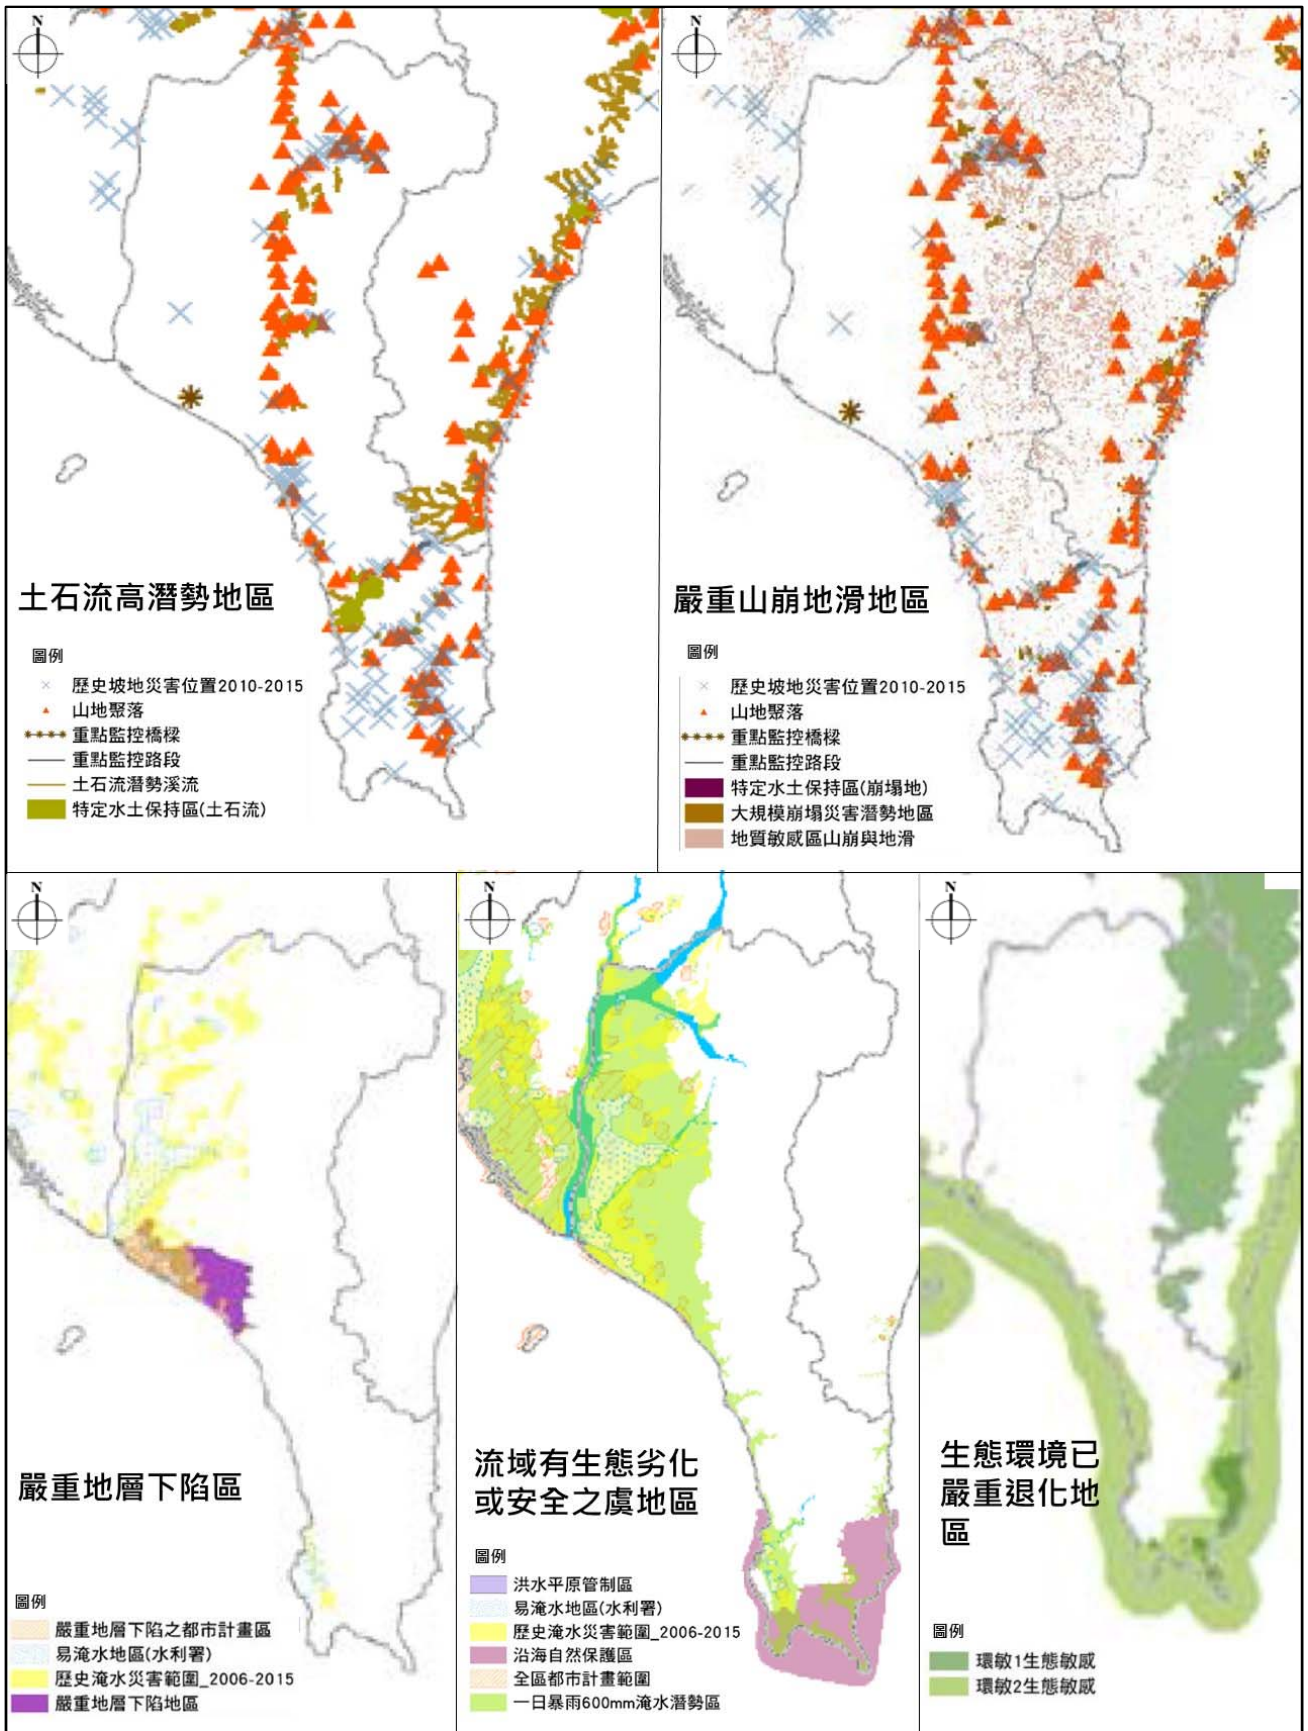 N
土石流高潛勢地區
圖例
歷史坡地災害位置2010-2015
山地聚落
重點監控橋樑
重點監控路段
土石流潛勢溪流
特定水土保持區(土石流)
N
嚴重山崩地滑地區
圖例
歷史坡地災害位置2010-2015
山地聚落
重點監控橋樑
重點監控路段
特定水土保持區(崩塌地)
大規模崩塌災害潛勢地區
地質敏感區山崩與地滑
N
嚴重地層下陷區
圖例
嚴重地層下陷之都市計畫區
易淹水地區(水利署)
歷史淹水災害範圍_2006-2015
嚴重地層下陷地區
N
流域有生態劣化
或安全之虞地區
圖例
洪水平原管制區
易淹水地區(水利署)
歷史淹水災害範圍_2006-2015
沿海自然保護區
全區都市計畫範圍
一日暴雨600mm淹水潛勢區
N
生態環境已
嚴重退化地
區
圖例
環敏1生態敏感
環敏2生態敏感